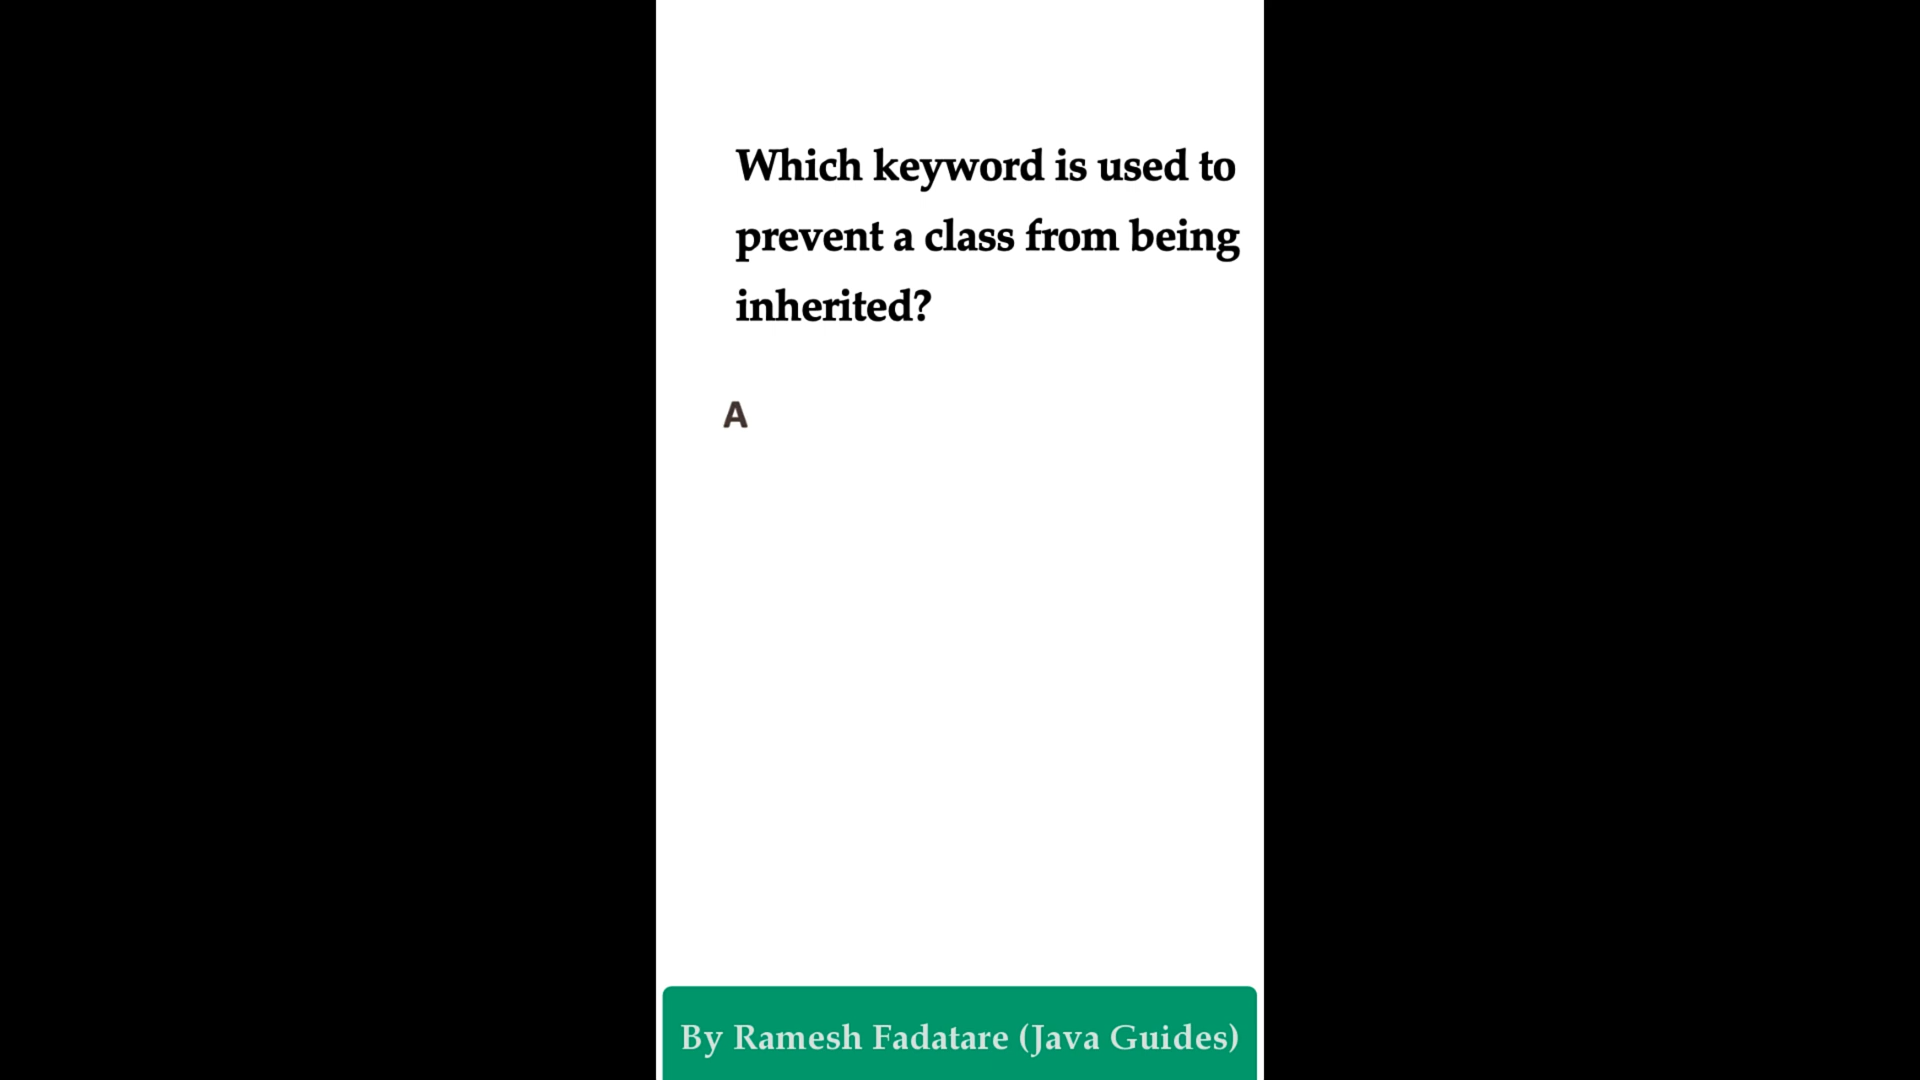 Which keyword is used to
prevent a class from being
inherited?
A
By Ramesh Fadatare (Java Guides)